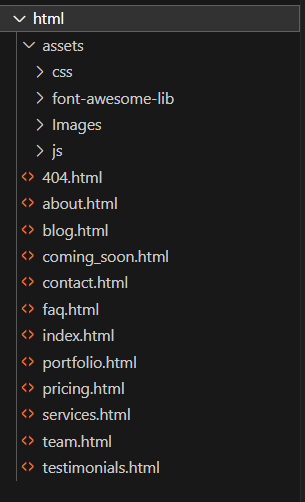 html
assets
css
font-awesome-lib
Images
js
404.html
about.html
blog.html
coming_soon.html
contact.html
faq.html
index.html
portfolio.html
pricing.html
services.html
team.html
testimonials.html